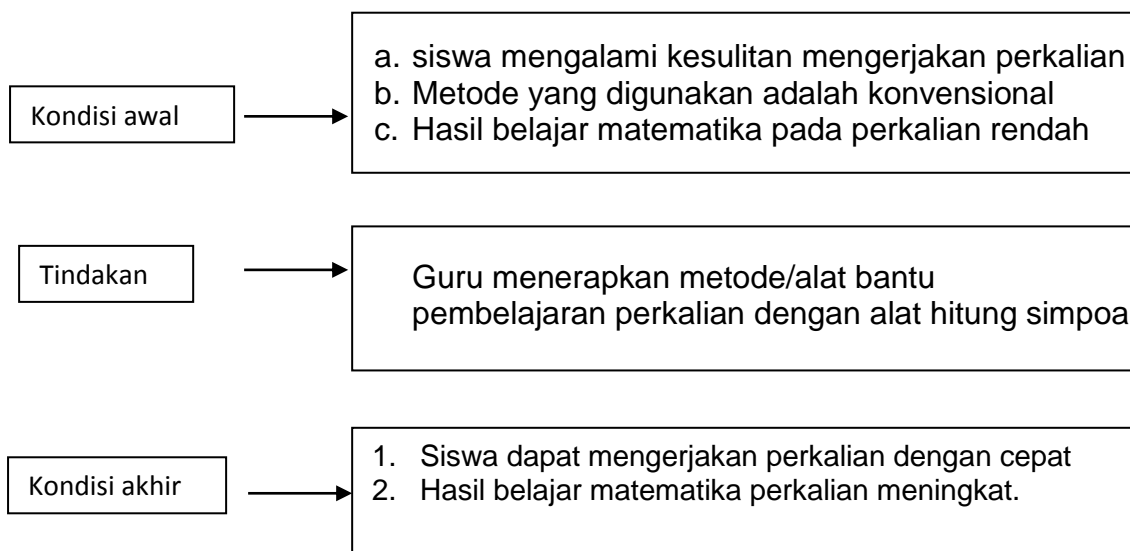 Kondisi awal
a. siswa mengalami kesulitan mengerjakan perkalian
b. Metode yang digunakan adalah konvensional
c. Hasil belajar matematika pada perkalian rendah
Tindakan
Guru menerapkan metode/alat bantu
pembelajaran perkalian dengan alat hitung simpoa
Kondisi akhir
1. Siswa dapat mengerjakan perkalian dengan cepat
2. Hasil belajar matematika perkalian meningkat.